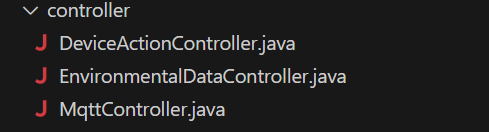 controller
DeviceActionController.java
EnvironmentalDataController.java
MqttController.java